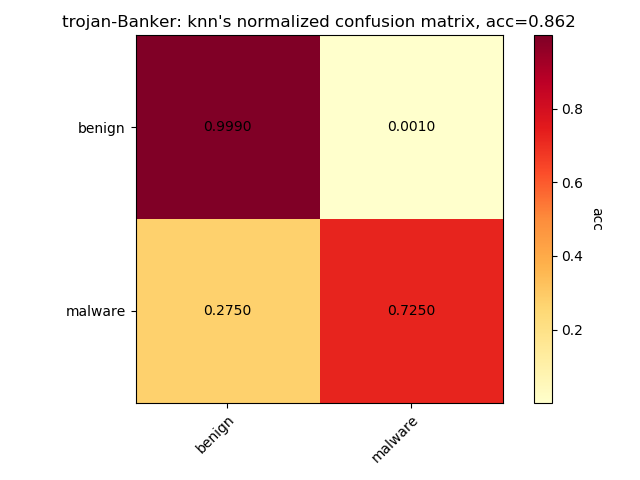 trojan-Banker: knn's normalized confusion matrix, acc=0.862
benign
0.9990
0.0010
malware
0.2750
0.7250
benign
malware
0.8
0.6
0.4
0.2
acc